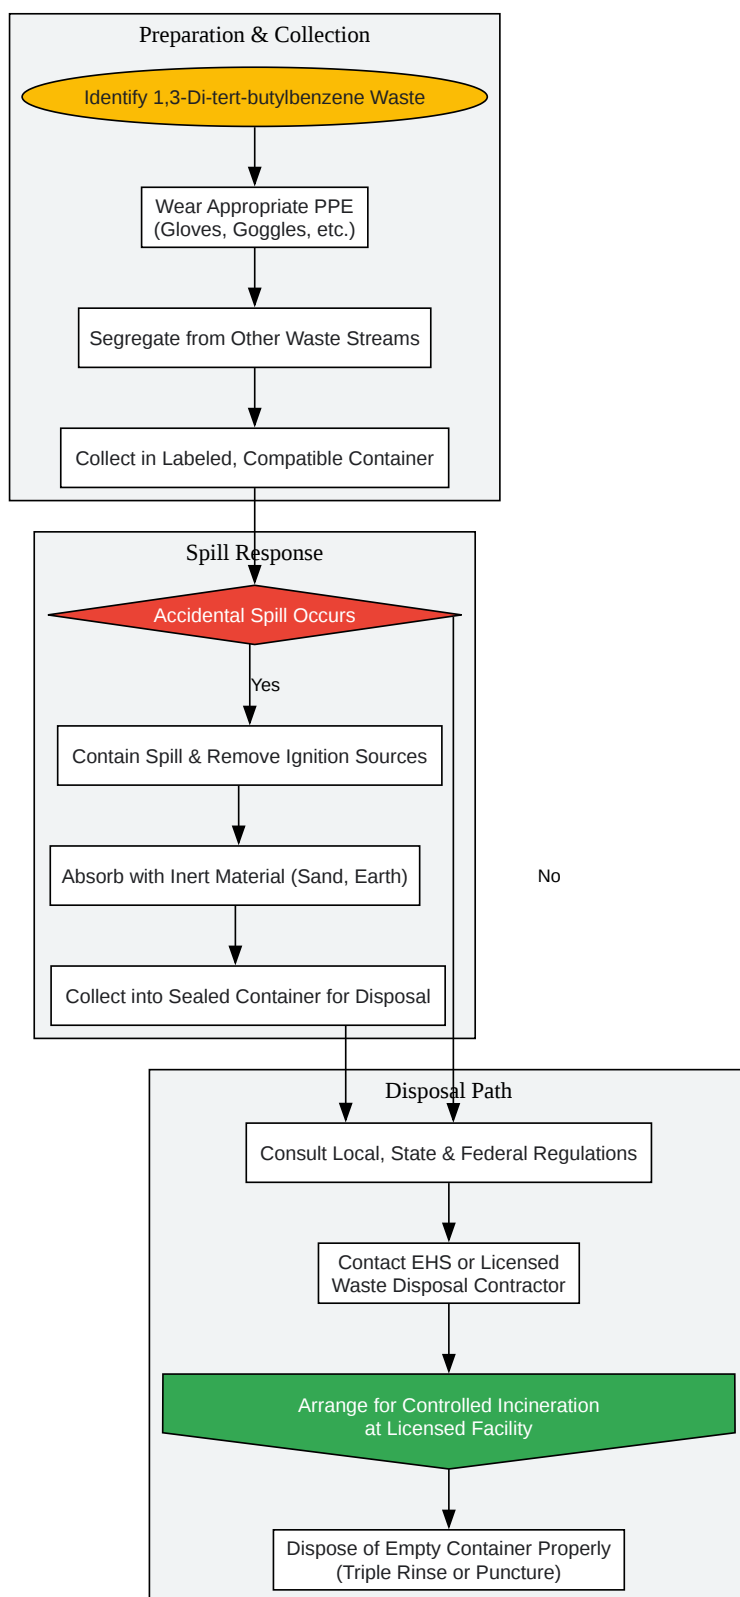 Preparation & Collection
Identify 1,3-Di-tert-butylbenzene Waste
Wear Appropriate PPE
(Gloves, Goggles, etc.)
Segregate from Other Waste Streams
Collect in Labeled, Compatible Container
Spill Response
Accidental Spill Occurs
Yes
Contain Spill & Remove Ignition Sources
Absorb with Inert Material (Sand, Earth)
No
Collect into Sealed Container for Disposal
Disposal Path
Consult Local, State & Federal Regulations
Contact EHS or Licensed
Waste Disposal Contractor
Arrange for Controlled Incineration
at Licensed Facility
Dispose of Empty Container Properly
(Triple Rinse or Puncture)